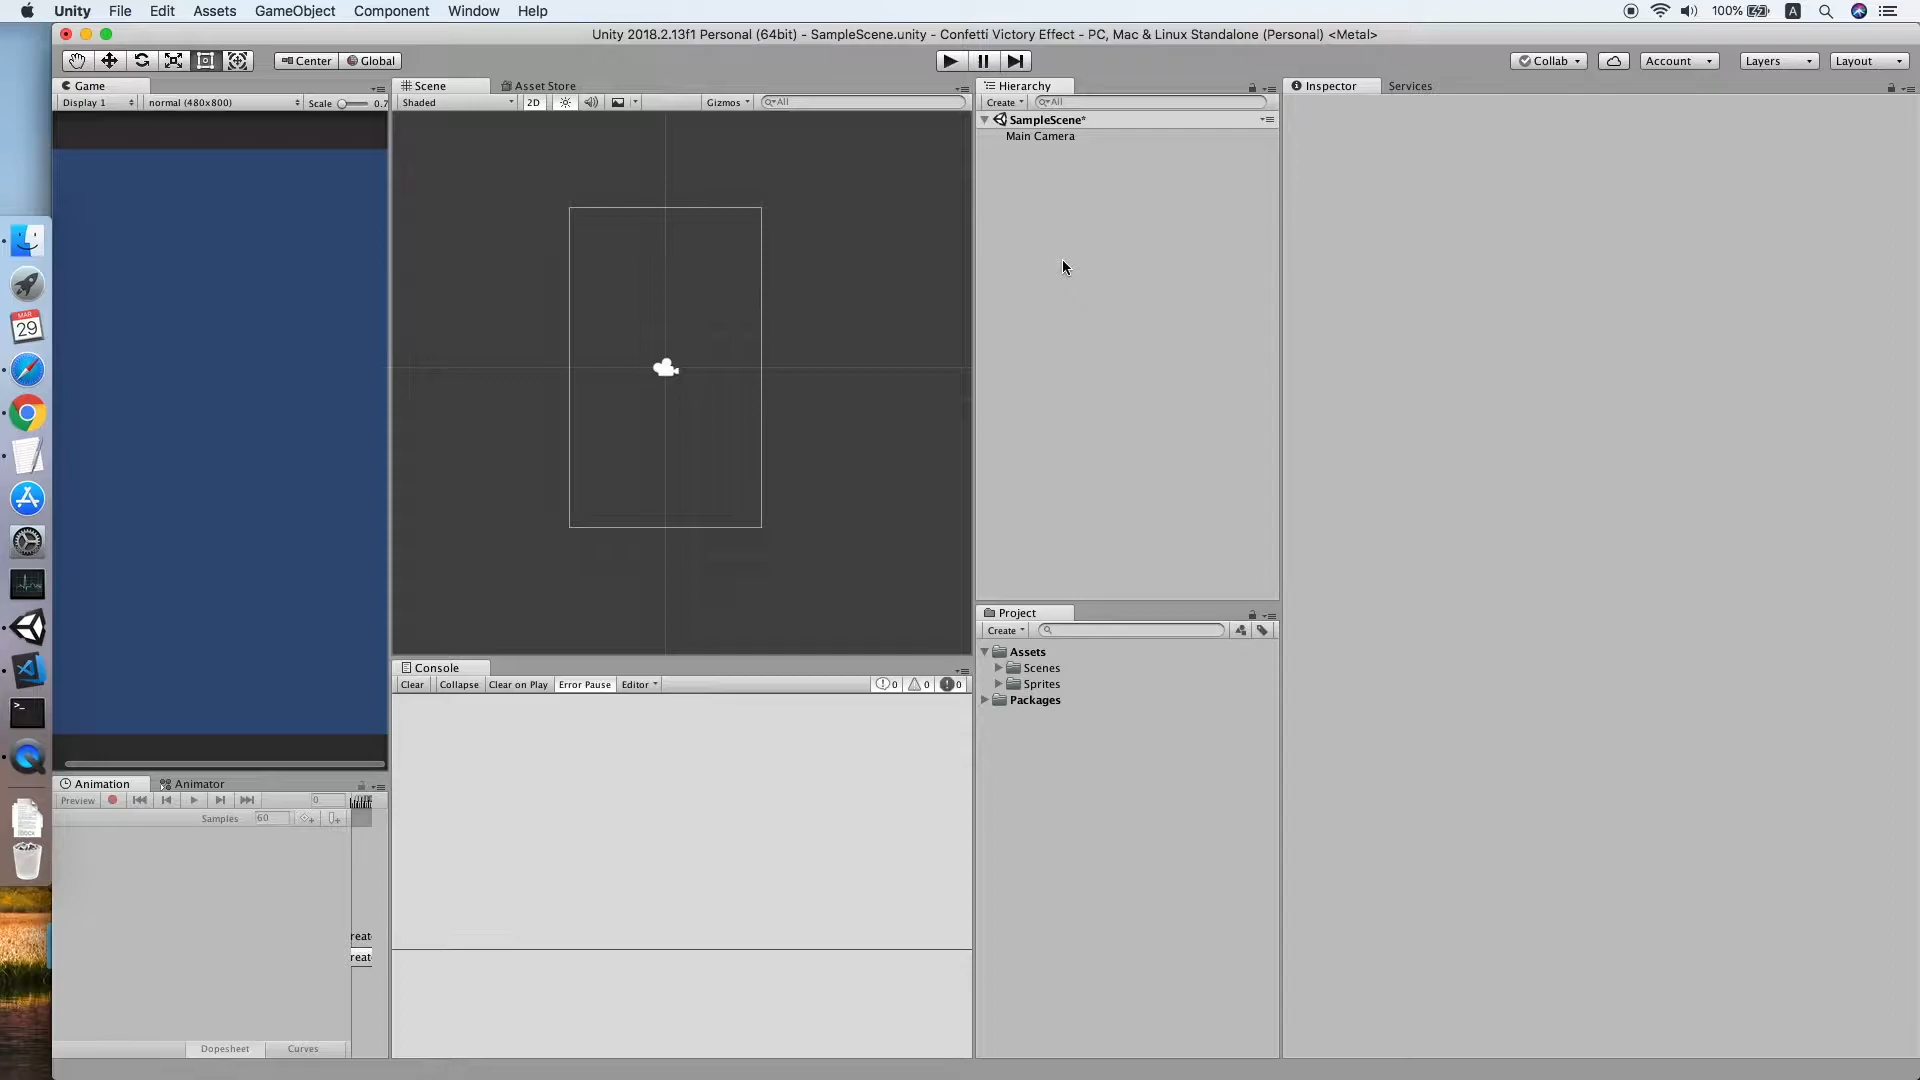 Unity File Edit Assets GameObject Component Window Help 100% A
Unity 2018.2.13f1 Personal (64bit) - SampleScene.unity - Confetti Victory Effect - PC, Mac & Linux Standalone (Personal) <Metal>
Center Global Collab Account Layers Layout
Game Scene Asset Store Hierarchy Inspector Services
Display 1 normal (480x800) Scale 0.7 Shaded 2D Gizmos All Create All
SampleScene*
Main Camera
MAR
29
Project
Create
Assets
Scenes
Sprites
Packages
Console
Clear Collapse Clear on Play Error Pause Editor 0 0 0
Animation Animator
Preview 0
Samples 60
reat
reat
Dopesheet Curves